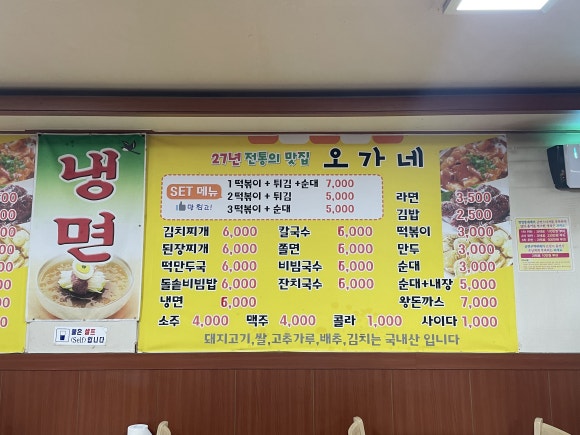 냉면
물은 셀프
(Self) 입니다
27년 전통의 맛집 오가네
SET 메뉴
1 떡볶이 + 튀김 + 순대 7,000
2 떡볶이 + 튀김 5,000
3 떡볶이 + 순대 5,000
김치찌개 6,000
된장찌개 6,000
떡만두국 6,000
돌솥비빔밥 6,000
냉면 6,000
칼국수 5,000
쫄면 5,000
비빔국수 5,000
잔치국수 5,000
라면 3,500
김밥 2,500
떡볶이 3,000
만두 3,000
순대 3,000
순대+내장 5,000
왕돈까스 7,000
소주 4,000 맥주 4,000 콜라 1,000 사이다 1,000
돼지고기,쌀,고추가루,배추,김치는 국내산 입니다